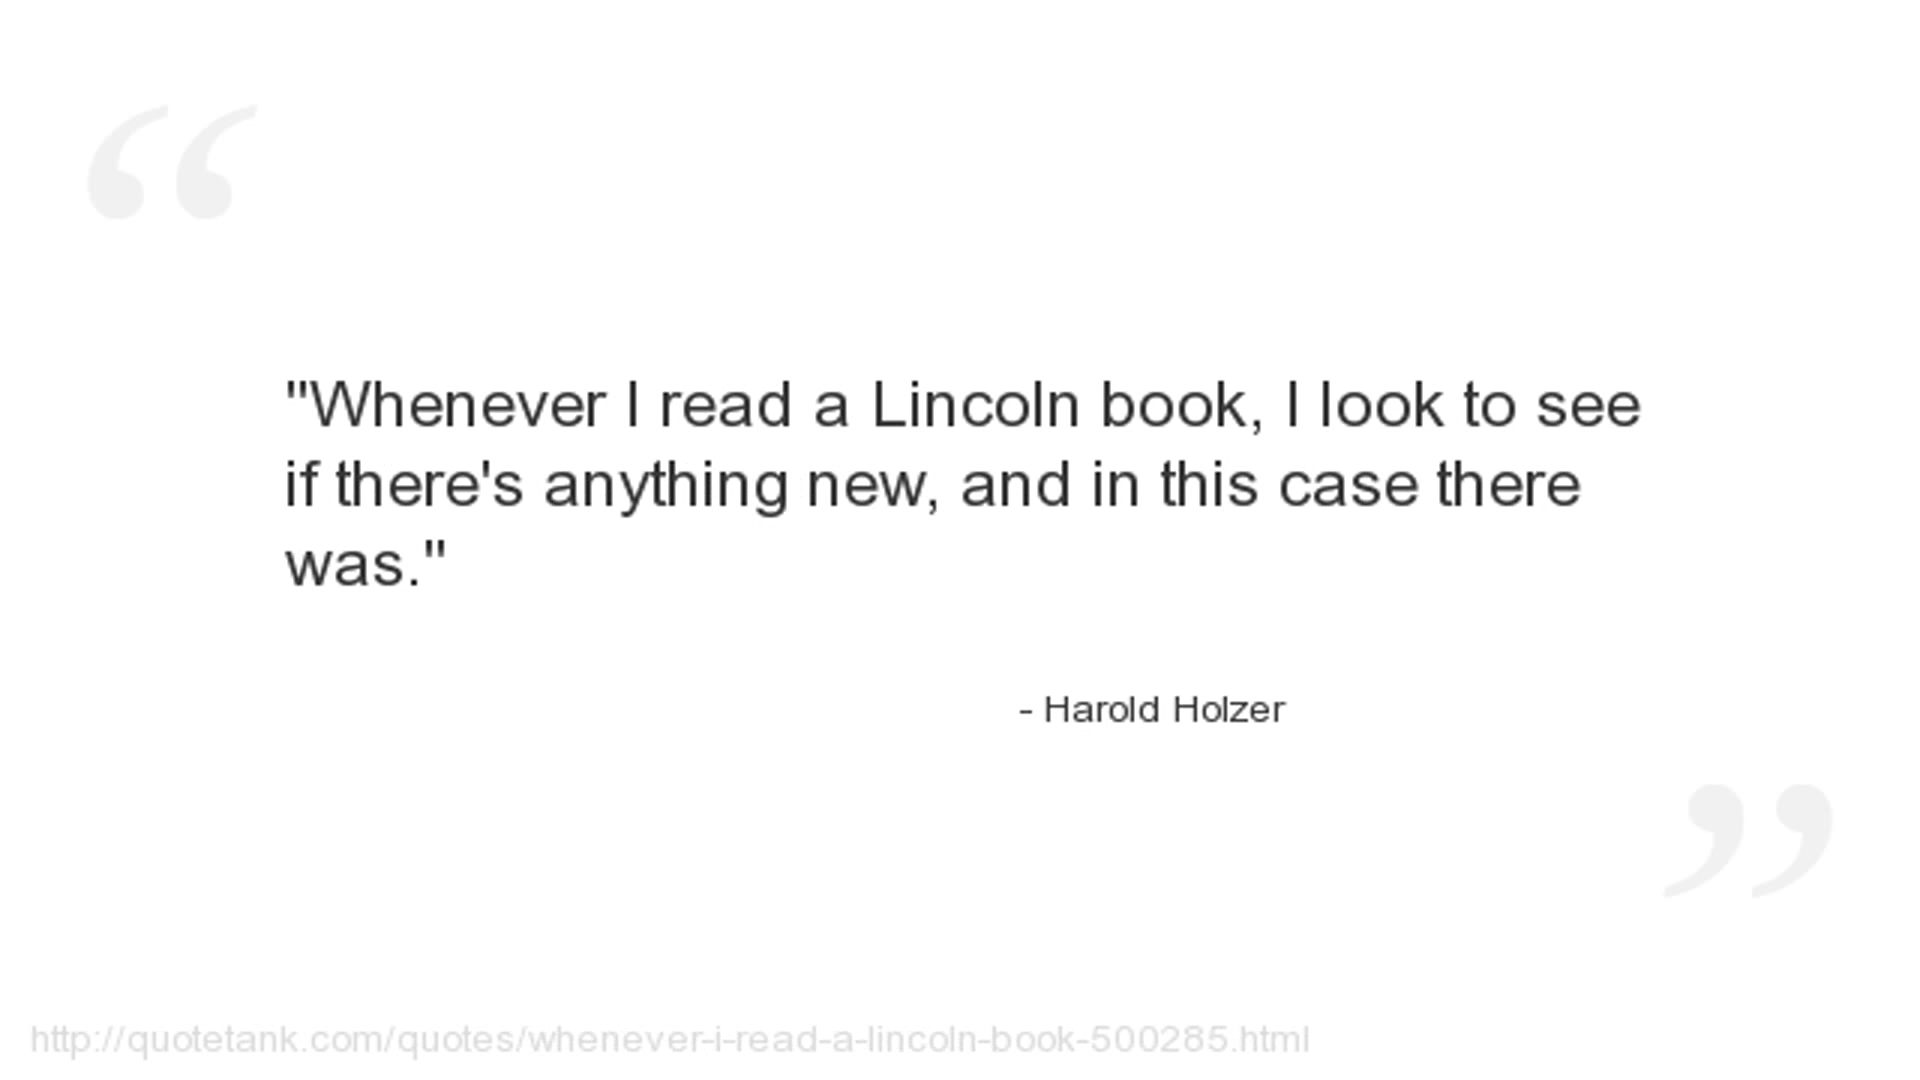 "Whenever I read a Lincoln book, I look to see
if there's anything new, and in this case there
was."
- Harold Holzer
http://quotetank.com/quotes/whenever-i-read-a-lincoln-book-500285.html